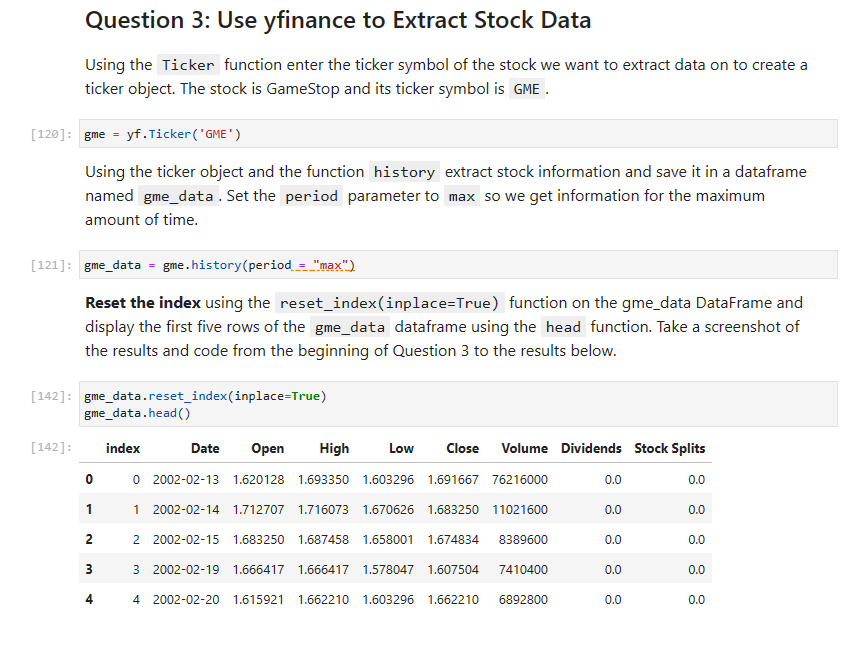 Question 3: Use yfinance to Extract Stock Data
Using the Ticker function enter the ticker symbol of the stock we want to extract data on to create a
ticker object. The stock is GameStop and its ticker symbol is GME.
[120]: gme = yf.Ticker('GME')
Using the ticker object and the function history extract stock information and save it in a dataframe
named gme_data. Set the period parameter to max so we get information for the maximum
amount of time.
[121]: gme_data = gme.history(period = "max")
Reset the index using the reset_index(inplace=True) function on the gme_data DataFrame and
display the first five rows of the gme_data dataframe using the head function. Take a screenshot of
the results and code from the beginning of Question 3 to the results below.
[142]: gme_data.reset_index(inplace=True)
gme_data.head()
[142]: index Date Open High Low Close Volume Dividends Stock Splits
0 0 2002-02-13 1.620128 1.693350 1.603296 1.691667 76216000 0.0 0.0
1 1 2002-02-14 1.712707 1.716073 1.670626 1.683250 11021600 0.0 0.0
2 2 2002-02-15 1.683250 1.687458 1.658001 1.674834 8389600 0.0 0.0
3 3 2002-02-19 1.666417 1.666417 1.578047 1.607504 7410400 0.0 0.0
4 4 2002-02-20 1.615921 1.662210 1.603296 1.662210 6892800 0.0 0.0